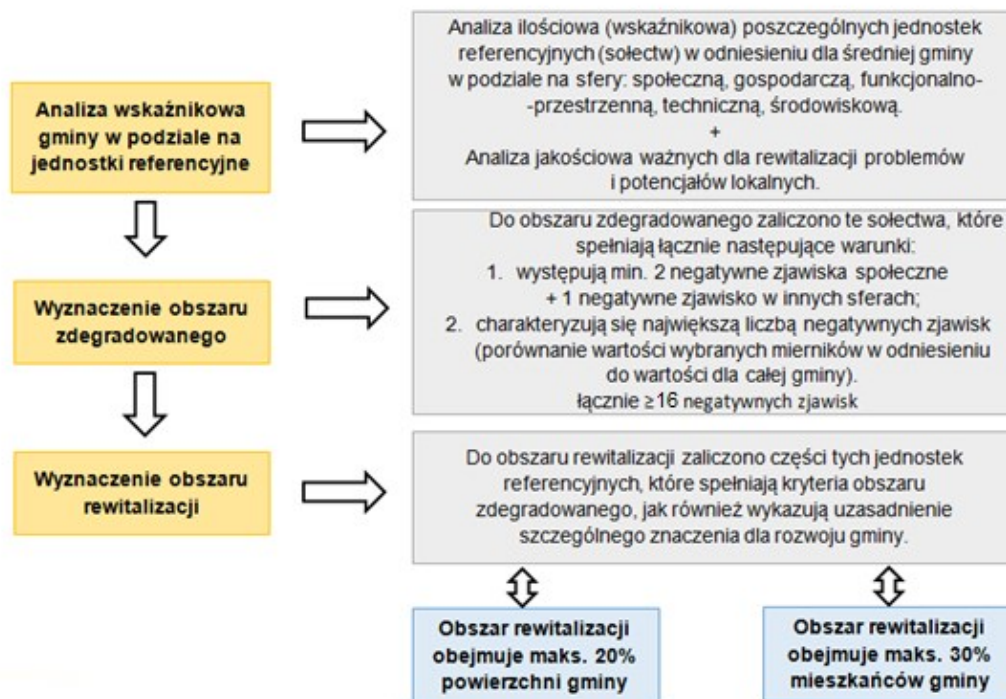 Analiza wskaźnikowa
gminy w podziale na
jednostki referencyjne
Analiza ilościowa (wskaźnikowa) poszczególnych jednostek
referencyjnych (sołectw) w odniesieniu dla średniej gminy
w podziale na sfery: społeczną, gospodarczą, funkcjonalno-
-przestrzenną, techniczną, środowiskową.
+
Analiza jakościowa ważnych dla rewitalizacji problemów
i potencjałów lokalnych.
Wyznaczenie obszaru
zdegradowanego
Do obszaru zdegradowanego zaliczono te sołectwa, które
spełniają łącznie następujące warunki:
1. występują min. 2 negatywne zjawiska społeczne
+ 1 negatywne zjawisko w innych sferach;
2. charakteryzują się największą liczbą negatywnych zjawisk
(porównanie wartości wybranych mierników w odniesieniu
do wartości dla całej gminy).
łącznie ≥16 negatywnych zjawisk
Wyznaczenie obszaru
rewitalizacji
Do obszaru rewitalizacji zaliczono części tych jednostek
referencyjnych, które spełniają kryteria obszaru
zdegradowanego, jak również wykazują uzasadnienie
szczególnego znaczenia dla rozwoju gminy.
Obszar rewitalizacji
obejmuje maks. 20%
powierzchni gminy
Obszar rewitalizacji
obejmuje maks. 30%
mieszkańców gminy